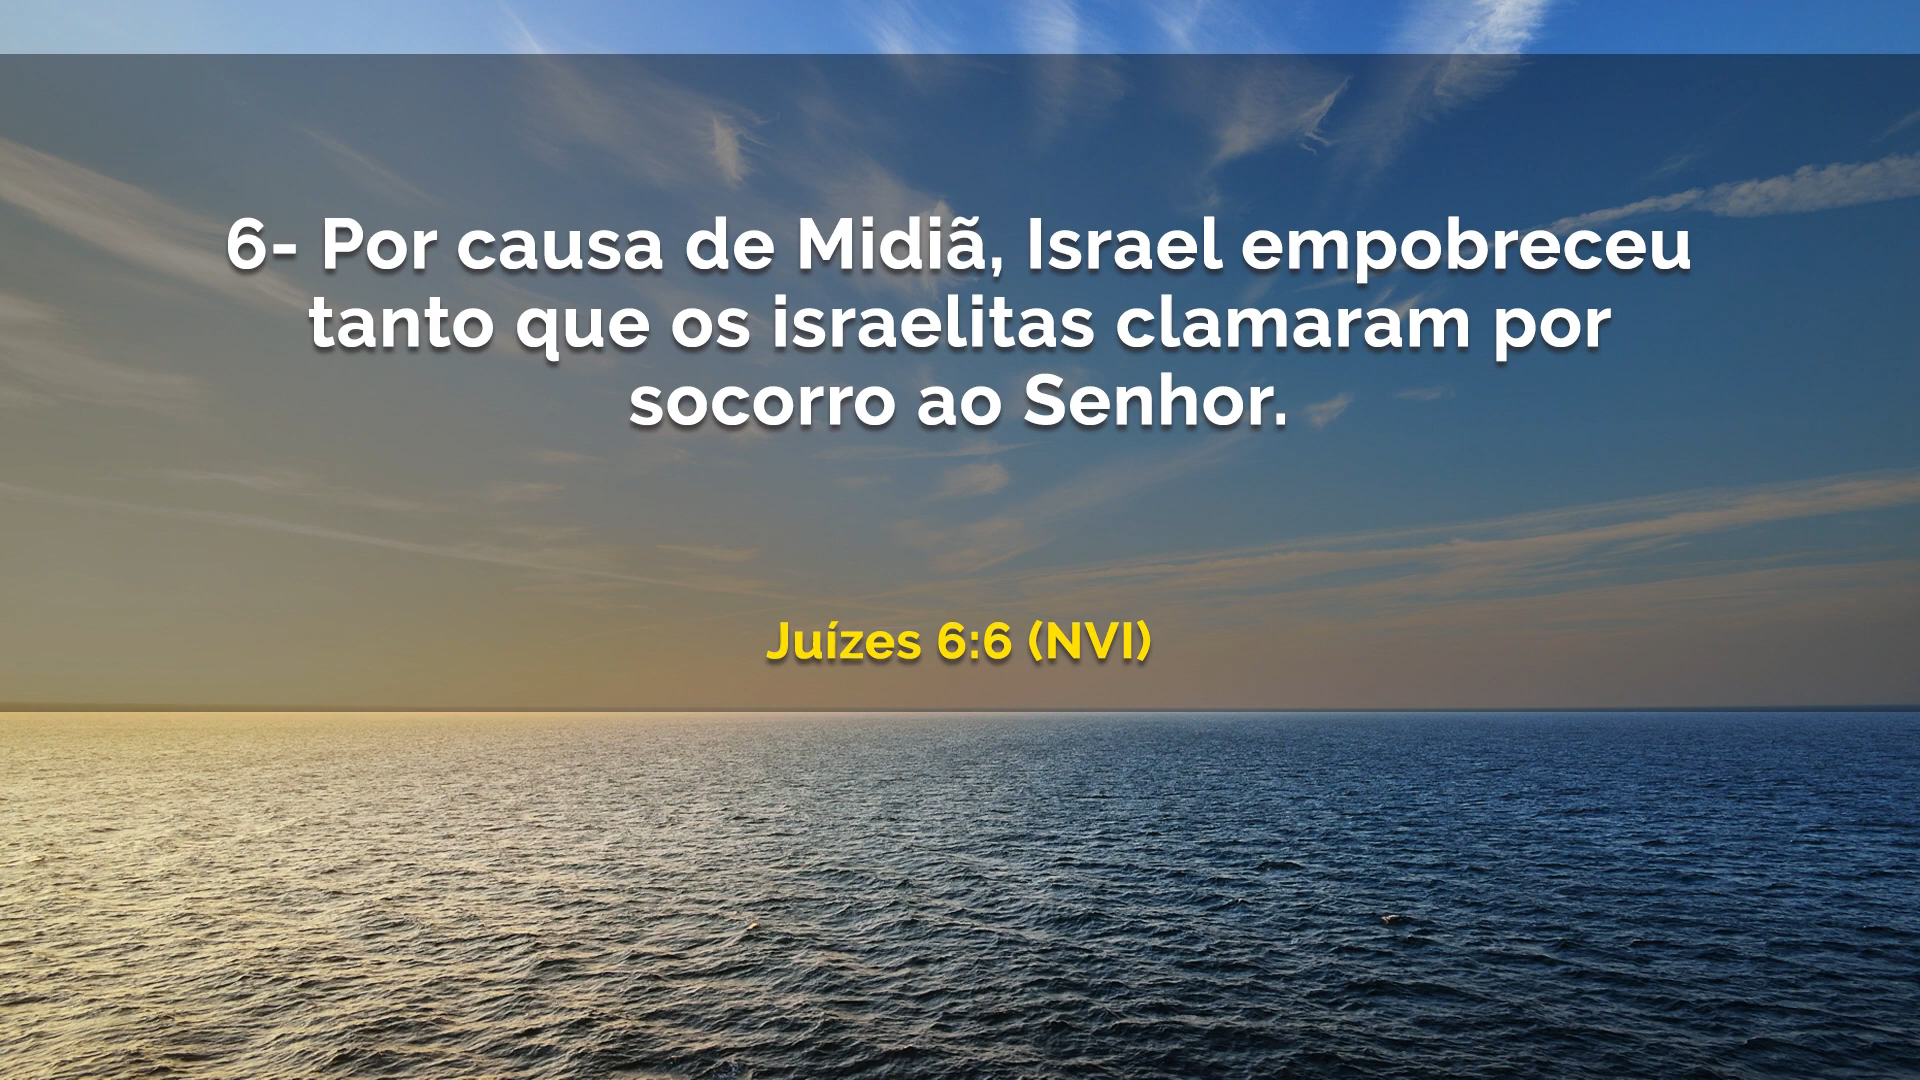 6- Por causa de Midiã, Israel empobreceu
tanto que os israelitas clamaram por
socorro ao Senhor.
Juízes 6:6 (NVI)